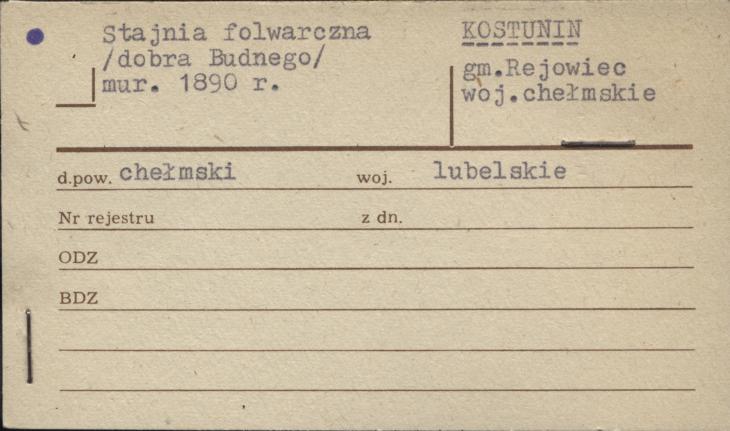 Stajnia folwarczna
/dobra Budnego/
mur. 1890 r.
KOSTUNIN
gm.Rejowiec
woj.chełmskie
d.pow. chełmski woj. lubelskie
Nr rejestru z dn.
ODZ
BDZ